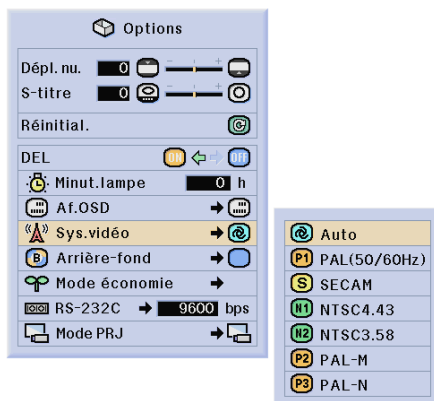 Options
Dépl. nu. 0 - +
S-titre 0 - +
Réinitial.
DEL ON OFF
Minut.lampe 0 h
Af.OSD
Sys.vidéo
B Arrière-fond
Mode économie
RS-232C 9600 bps
Mode PRJ
Auto
P1 PAL(50/60Hz)
S SECAM
N1 NTSC4.43
N2 NTSC3.58
P2 PAL-M
P3 PAL-N